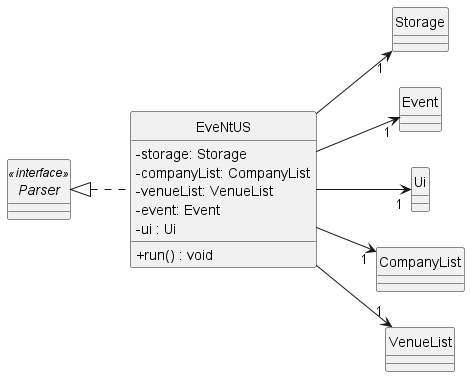 Storage
1
Event
1
EveNtUS
-storage: Storage
-companyList: CompanyList
-venueList: VenueList
-event: Event
-ui : Ui
+run() : void
«interface»
Parser
Ui
1
CompanyList
1
VenueList
1